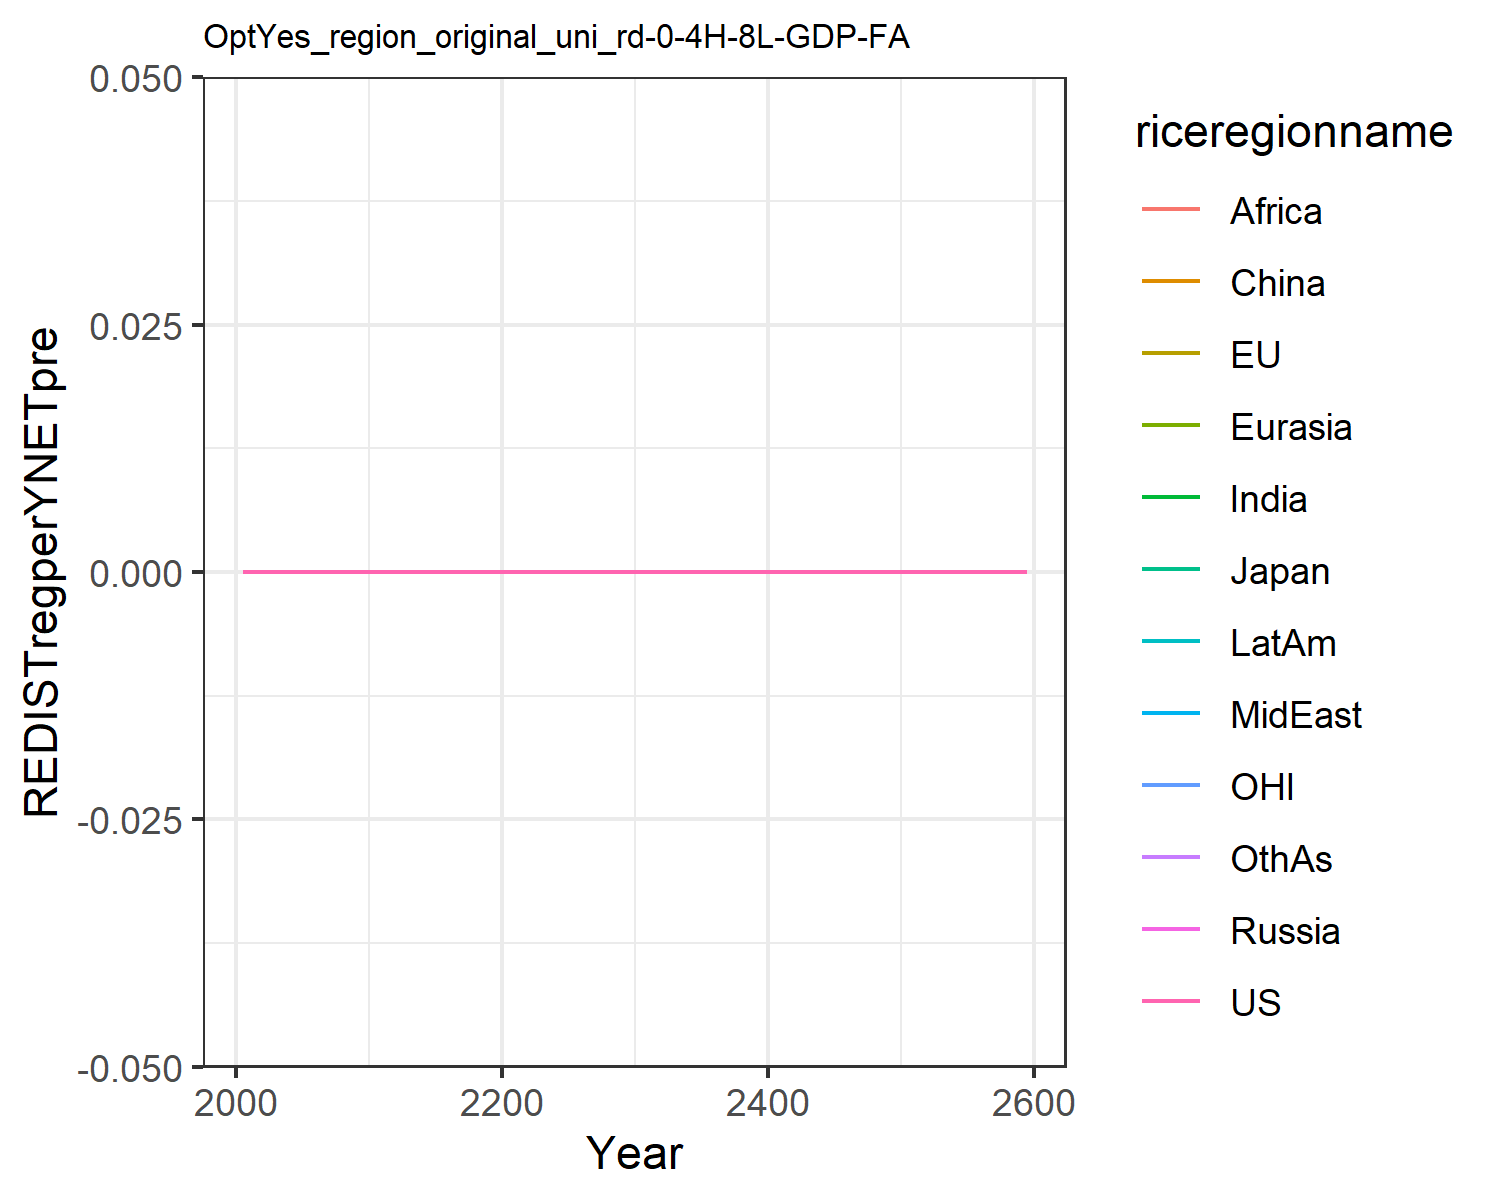 OptYes_region_original_uni_rd-0-4H-8L-GDP-FA
REDISTregperYNETpre
0.050
0.025
0.000
-0.025
-0.050
2000 2200 2400 2600
Year
riceregionname
Africa
China
EU
Eurasia
India
Japan
LatAm
MidEast
OHI
OthAs
Russia
US